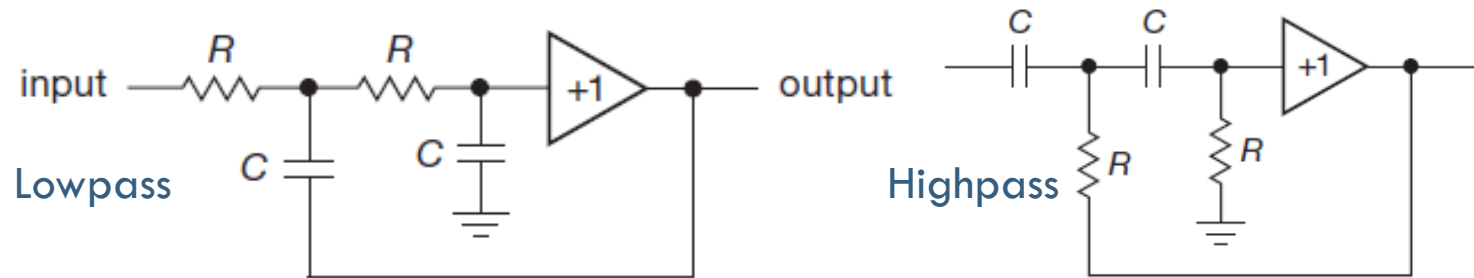 C C
R R
input +1 output +1
C C R R
Lowpass Highpass